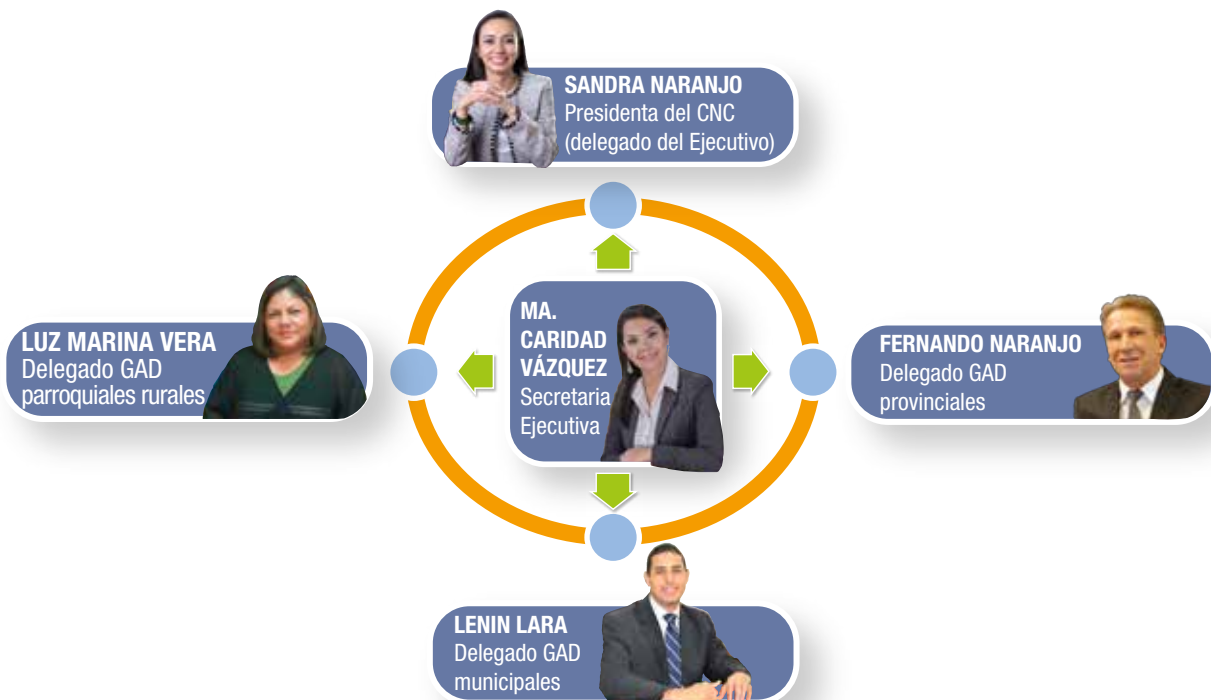 SANDRA NARANJO
Presidenta del CNC
(delegado del Ejecutivo)
LUZ MARINA VERA
Delegado GAD
parroquiales rurales
MA.
CARIDAD
VÁZQUEZ
Secretaria
Ejecutiva
FERNANDO NARANJO
Delegado GAD
provinciales
LENIN LARA
Delegado GAD
municipales